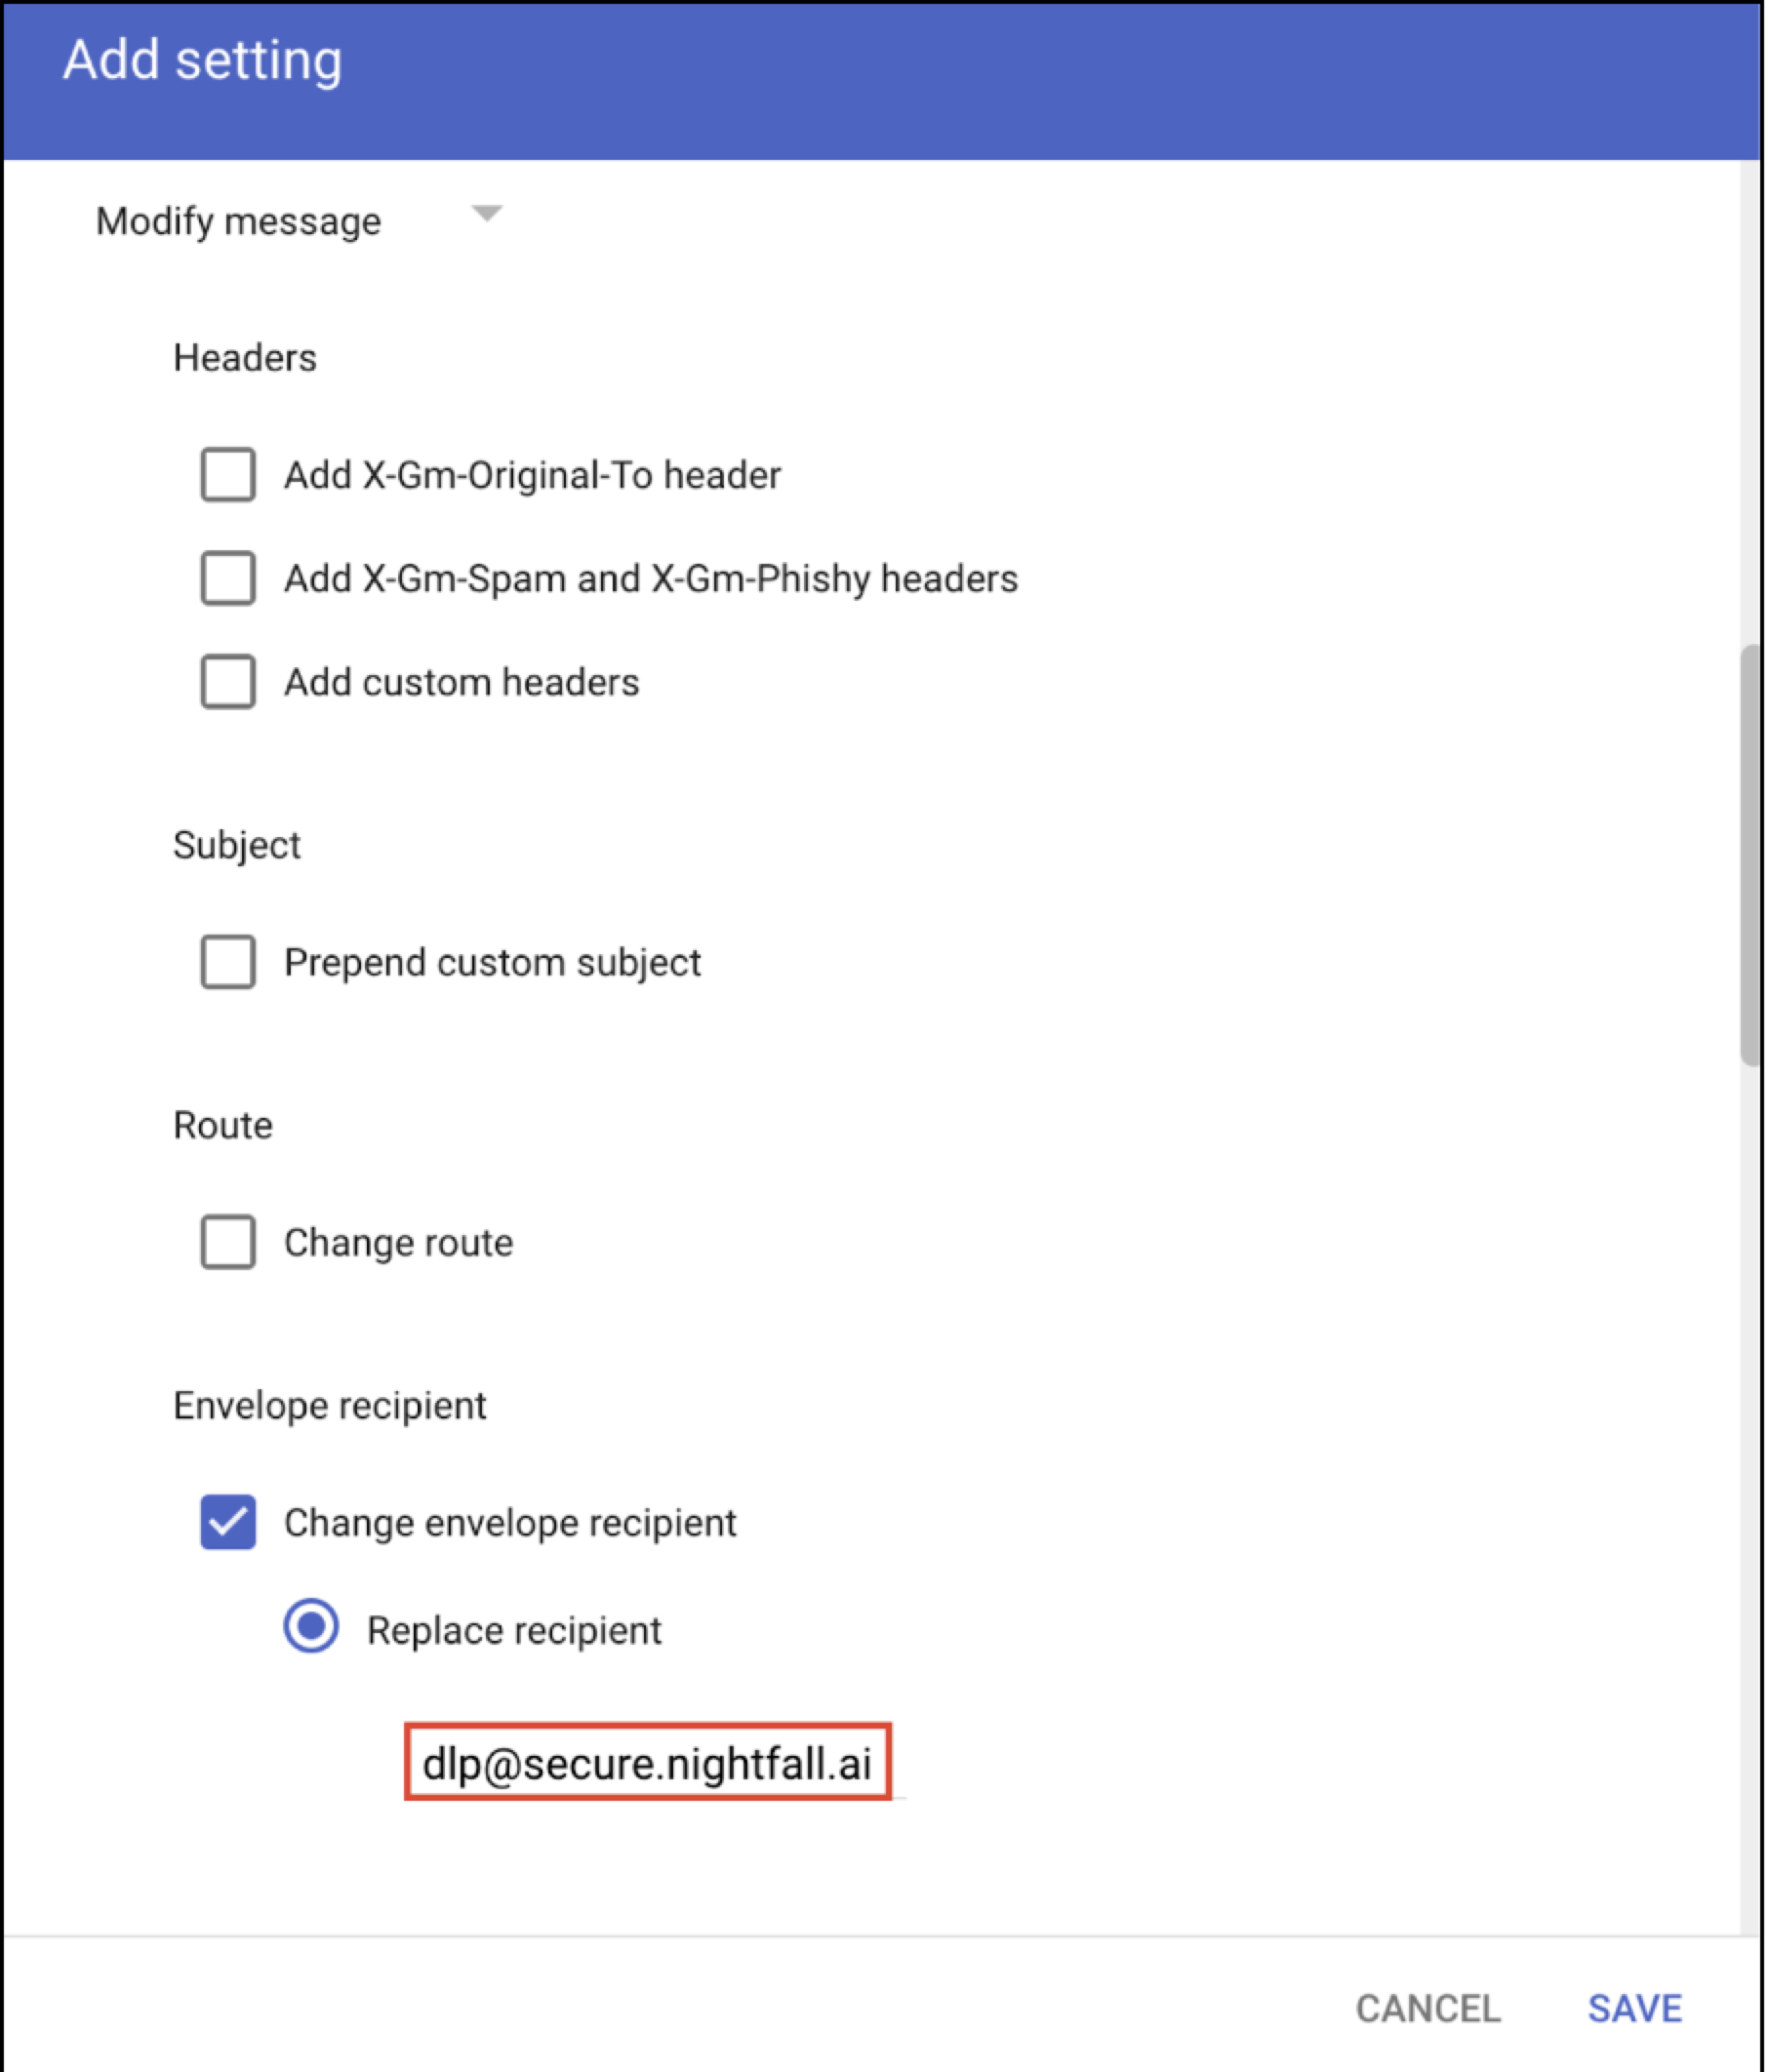 Add setting
Modify message
Headers
Add X-Gm-Original-To header
Add X-Gm-Spam and X-Gm-Phishy headers
Add custom headers
Subject
Prepend custom subject
Route
Change route
Envelope recipient
Change envelope recipient
Replace recipient
dlp@secure.nightfall.ai
CANCEL SAVE